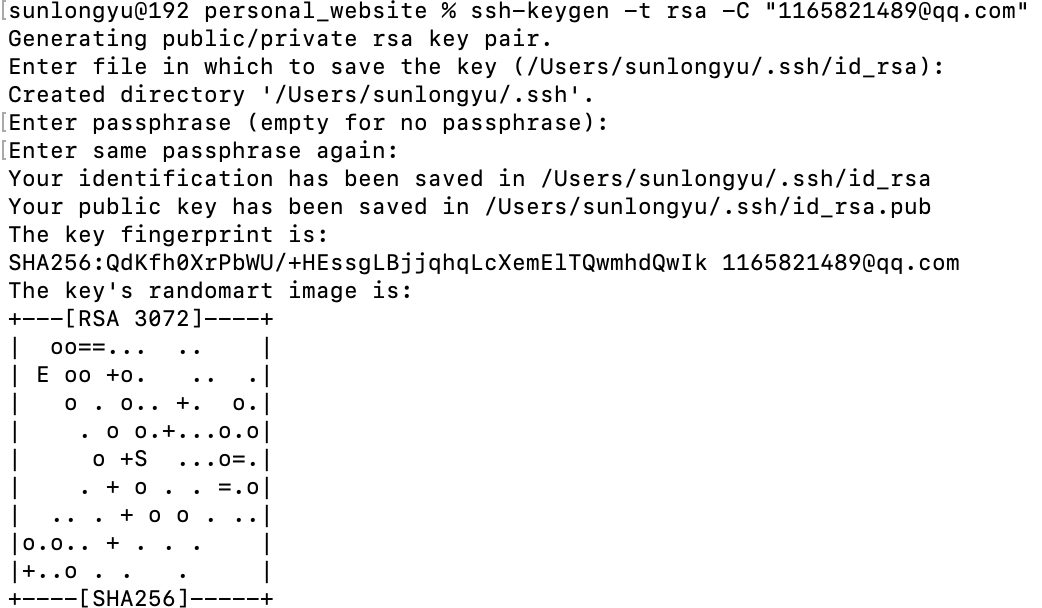 sunlongyu@192 personal_website % ssh-keygen -t rsa -C "1165821489@qq.com"
Generating public/private rsa key pair.
Enter file in which to save the key (/Users/sunlongyu/.ssh/id_rsa):
Created directory '/Users/sunlongyu/.ssh'.
Enter passphrase (empty for no passphrase):
Enter same passphrase again:
Your identification has been saved in /Users/sunlongyu/.ssh/id_rsa
Your public key has been saved in /Users/sunlongyu/.ssh/id_rsa.pub
The key fingerprint is:
SHA256:QdKfh0XrPbWU/+HEssgLBjjqhqLcXemElTQwmhdQwIk 1165821489@qq.com
The key's randomart image is:
+---[RSA 3072]----+
|  oo==...  ..    |
| E oo +o.   ..  .|
|   o . o.. +.  o.|
|    . o o.+...o.o|
|     o +S  ...o=.|
|    . + o . . =.o|
|  .. . + o o . ..|
|o.o.. + . . .    |
|+..o . .   .     |
+----[SHA256]-----+